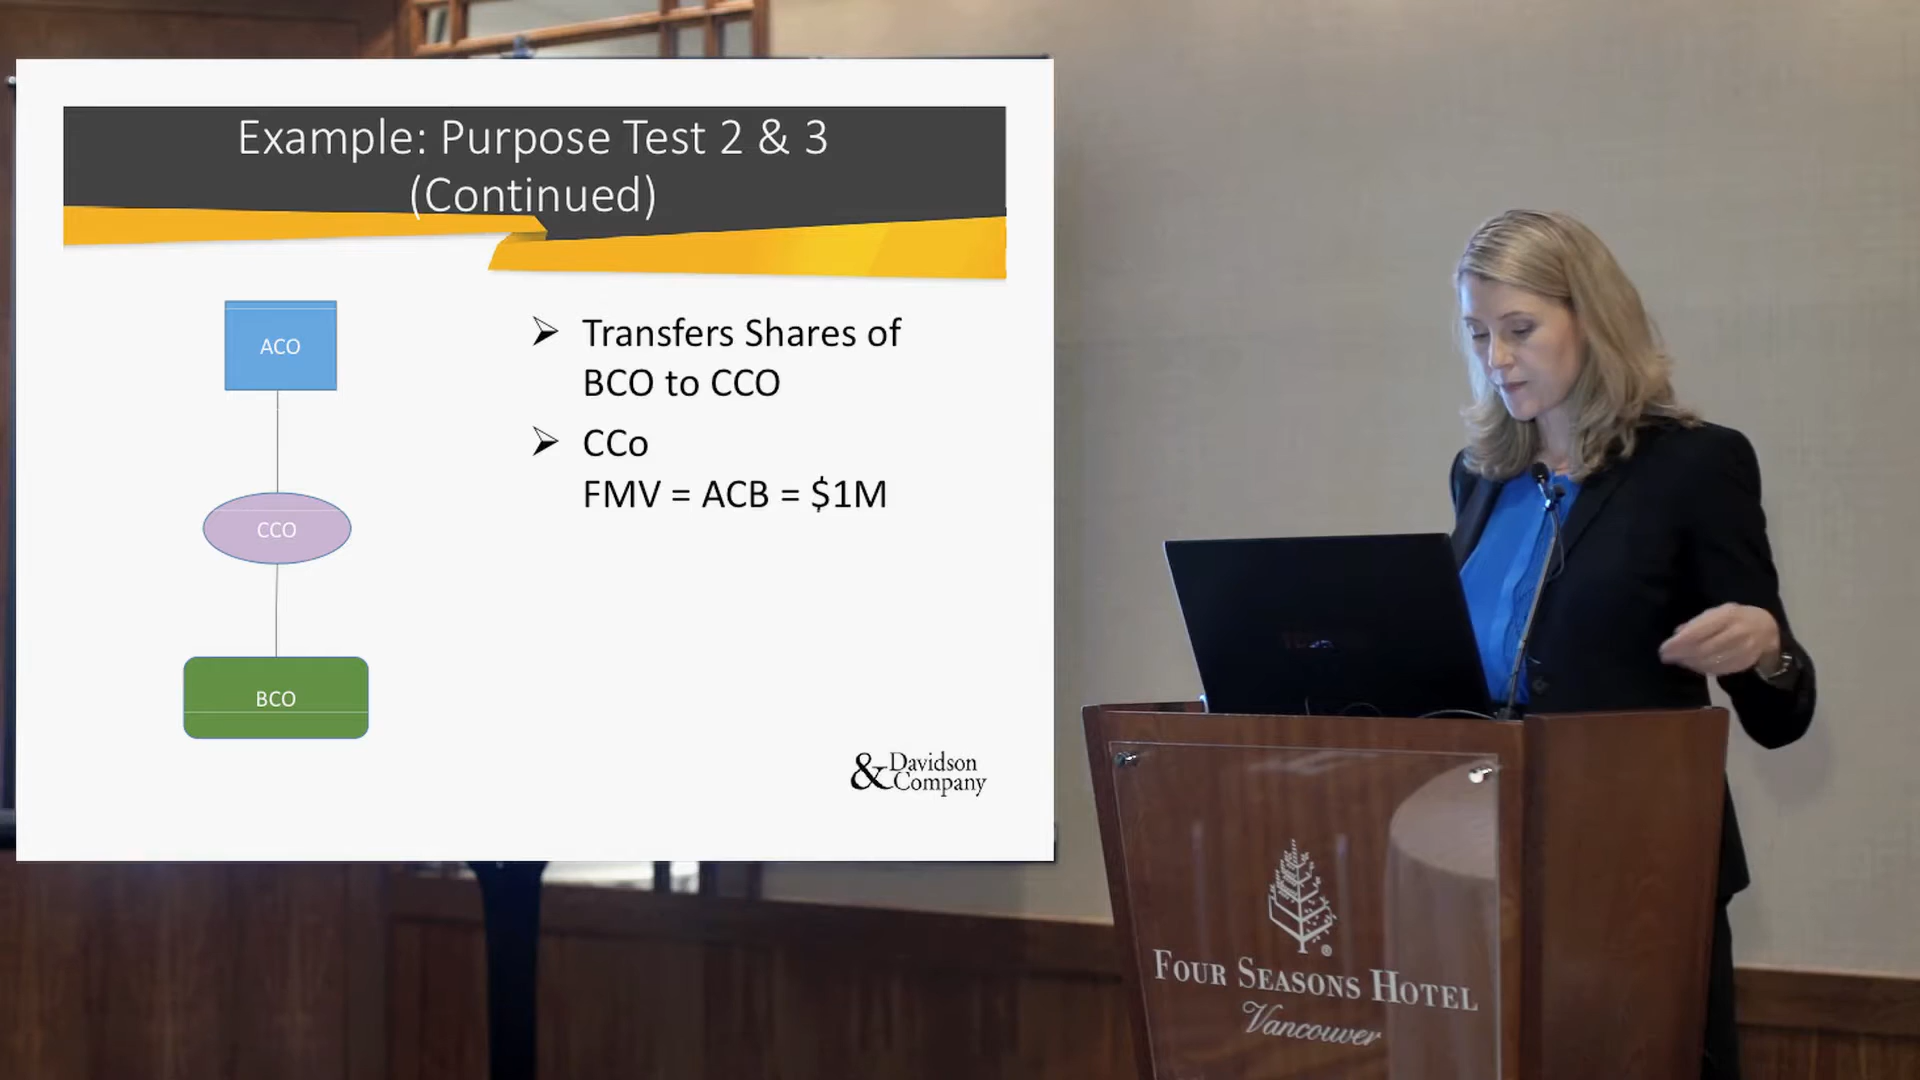 Example: Purpose Test 2 & 3
(Continued)
ACO
CCO
BCO
➢ Transfers Shares of
BCO to CCO
➢ CCo
FMV = ACB = $1M
& Davidson
Company
FOUR SEASONS HOTEL
Vancouver